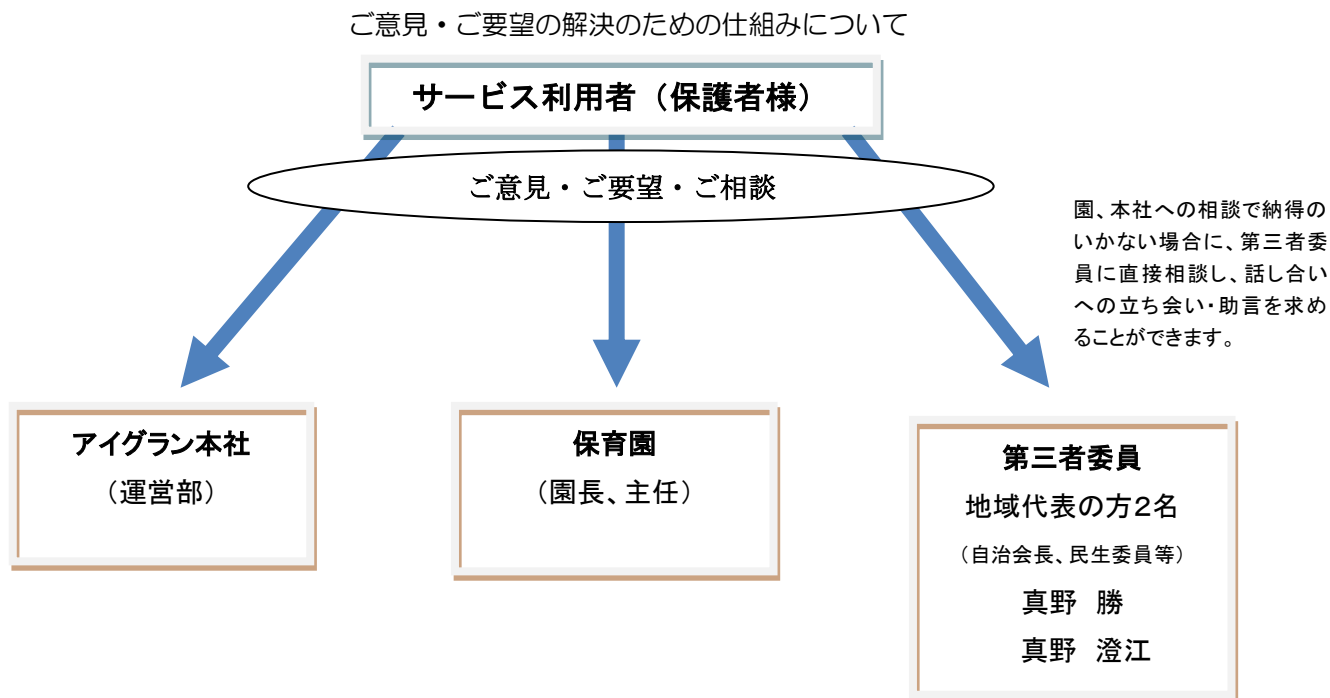 ご意見・ご要望の解決のための仕組みについて
サービス利用者（保護者様）
ご意見・ご要望・ご相談
園、本社への相談で納得の
いかない場合に、第三者委
員に直接相談し、話し合い
への立ち会い・助言を求め
ることができます。
アイグラン本社
（運営部）
保育園
（園長、主任）
第三者委員
地域代表の方２名
（自治会長、民生委員等）
真野　勝
真野　澄江